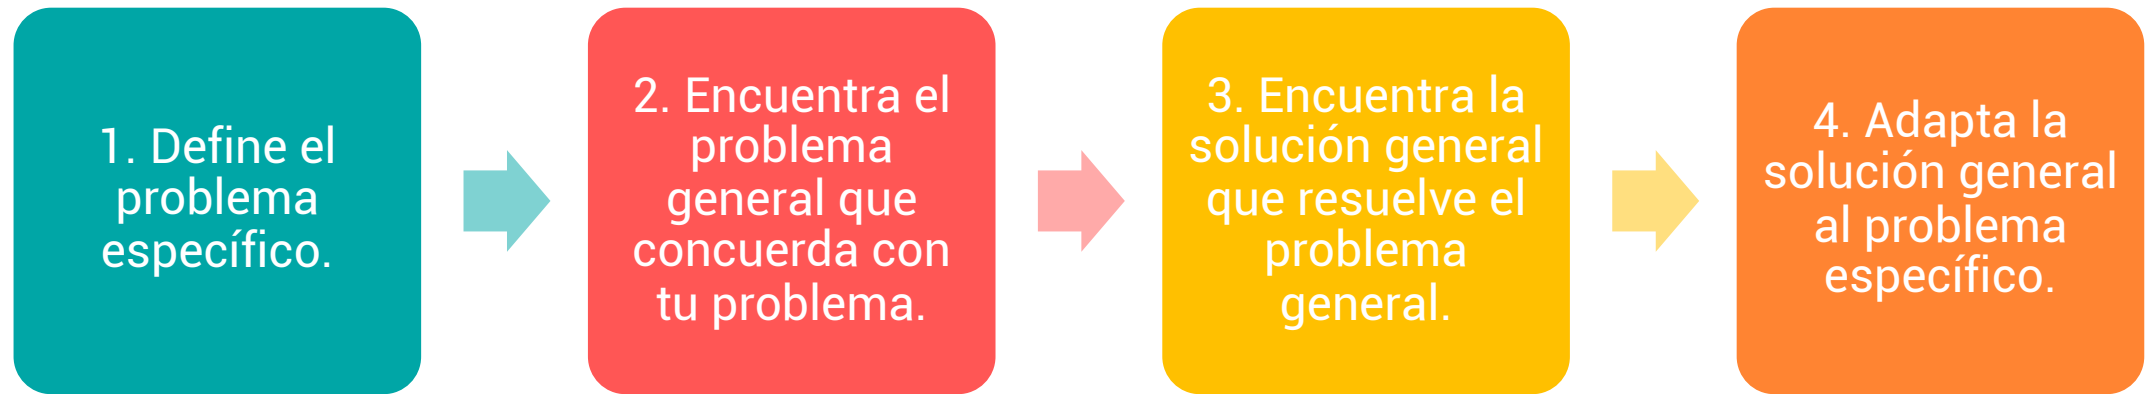 1. Define el
problema
específico.
2. Encuentra el
problema
general que
concuerda con
tu problema.
3. Encuentra la
solución general
que resuelve el
problema
general.
4. Adapta la
solución general
al problema
específico.